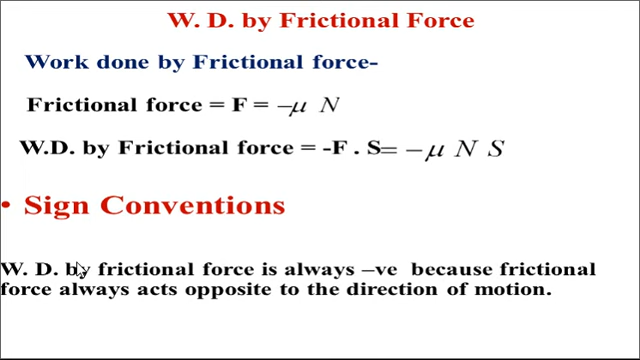 W. D. by Frictional Force
Work done by Frictional force-
Frictional force = F = −μ N
W.D. by Frictional force = -F . S= − μ N S
• Sign Conventions
W. D. by frictional force is always –ve because frictional
force always acts opposite to the direction of motion.